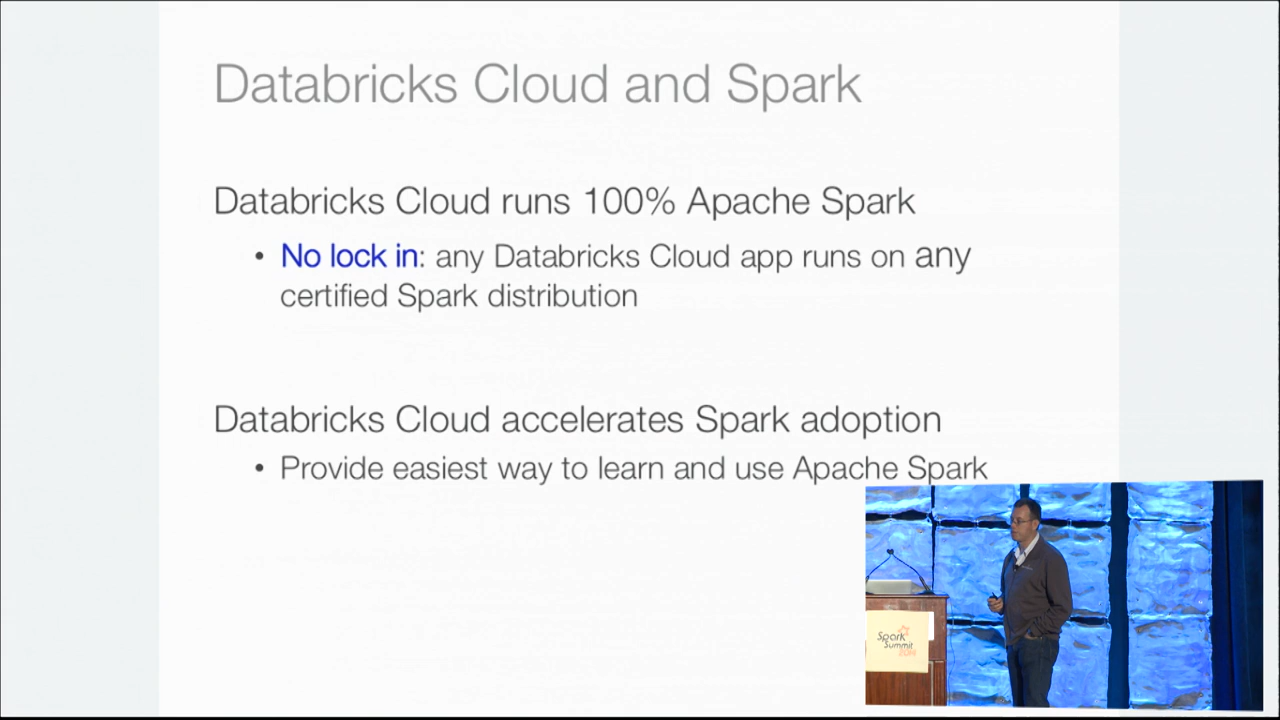 Databricks Cloud and Spark
Databricks Cloud runs 100% Apache Spark
• No lock in: any Databricks Cloud app runs on any
certified Spark distribution
Databricks Cloud accelerates Spark adoption
• Provide easiest way to learn and use Apache Spark
Spark
Summit
2014